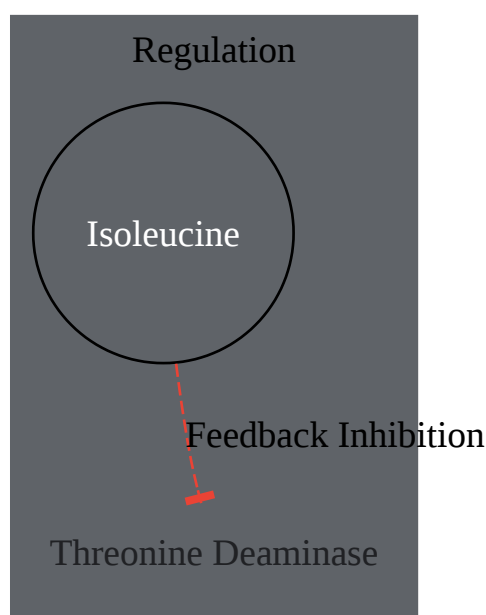 Regulation
Isoleucine
Feedback Inhibition
Threonine Deaminase